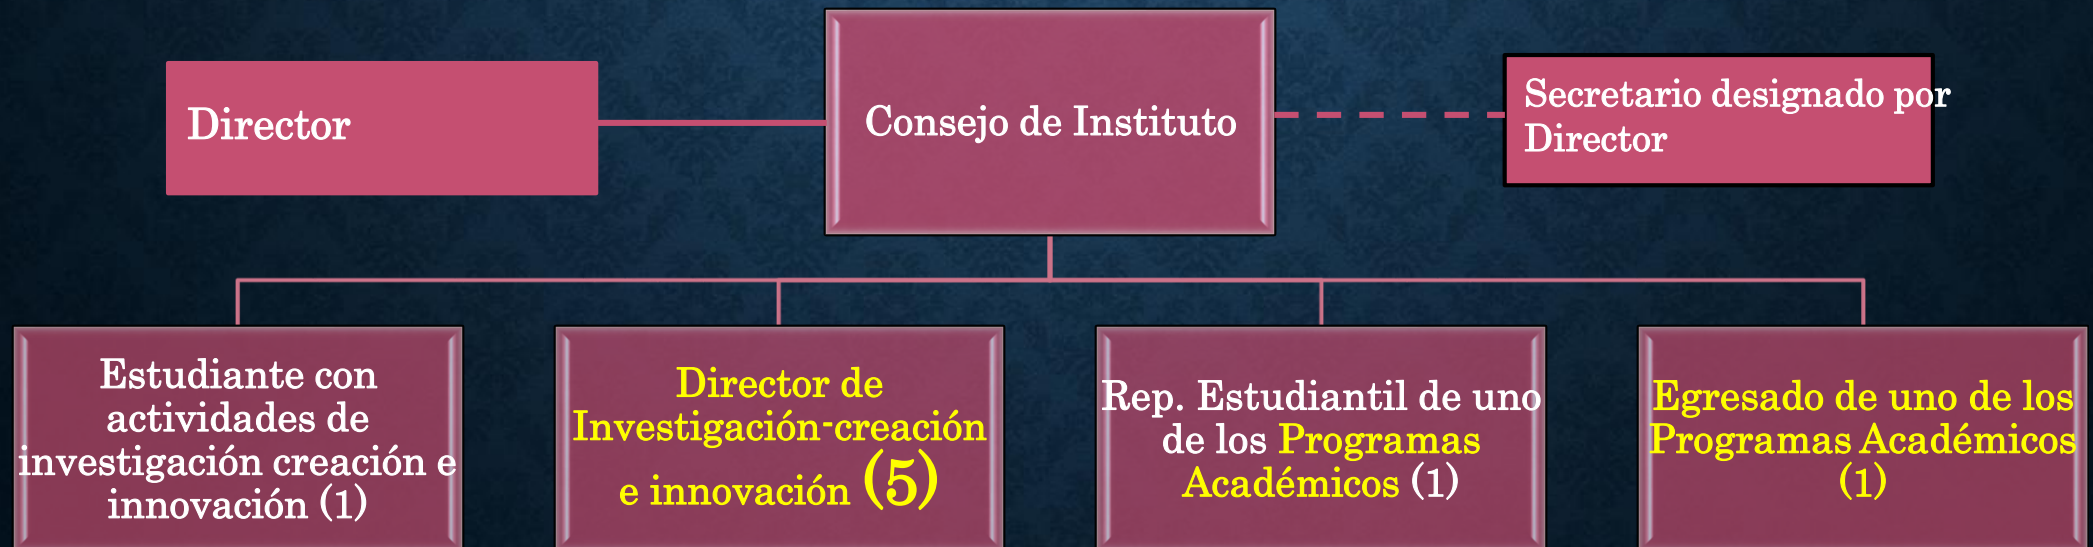 Director
Consejo de Instituto
Secretario designado por
Director
Estudiante con
actividades de
investigación creación e
innovación (1)
Director de
Investigación-creación
e innovación (5)
Rep. Estudiantil de uno
de los Programas
Académicos (1)
Egresado de uno de los
Programas Académicos
(1)